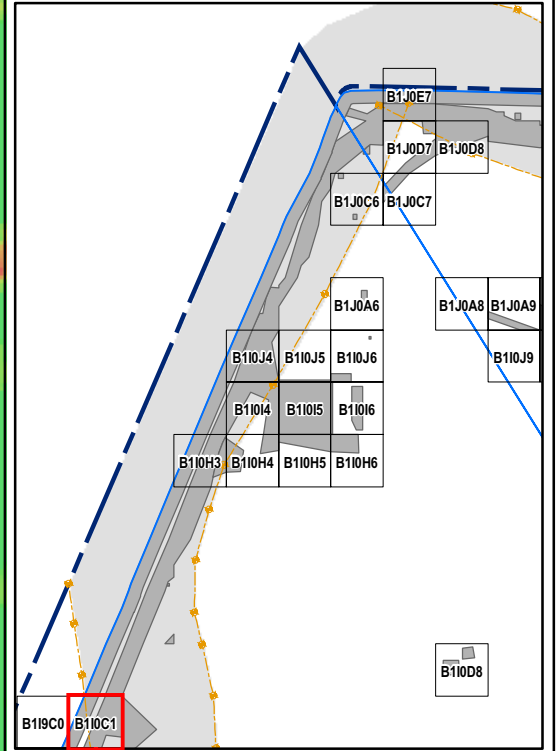 B1J0E7
B1J0D7 B1J0D8
B1J0C6 B1J0C7
B1J0A6 B1J0A8 B1J0A9
B1I0J4 B1I0J5 B1I0J6 B1I0J9
B1I0I4 B1I0I5 B1I0I6
B1I0H3 B1I0H4 B1I0H5 B1I0H6
B1I0D8
B1I9C0 B1I0C1